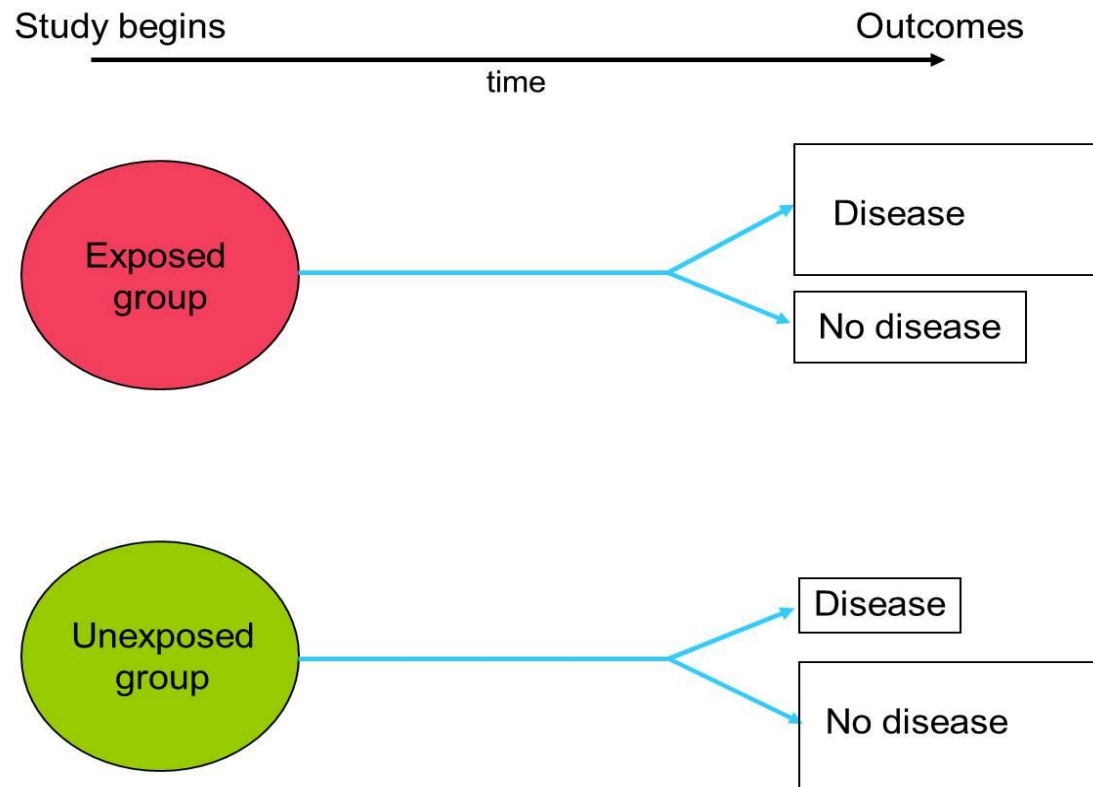 Study begins
Outcomes
time
Exposed
group
Disease
No disease
Unexposed
group
Disease
No disease